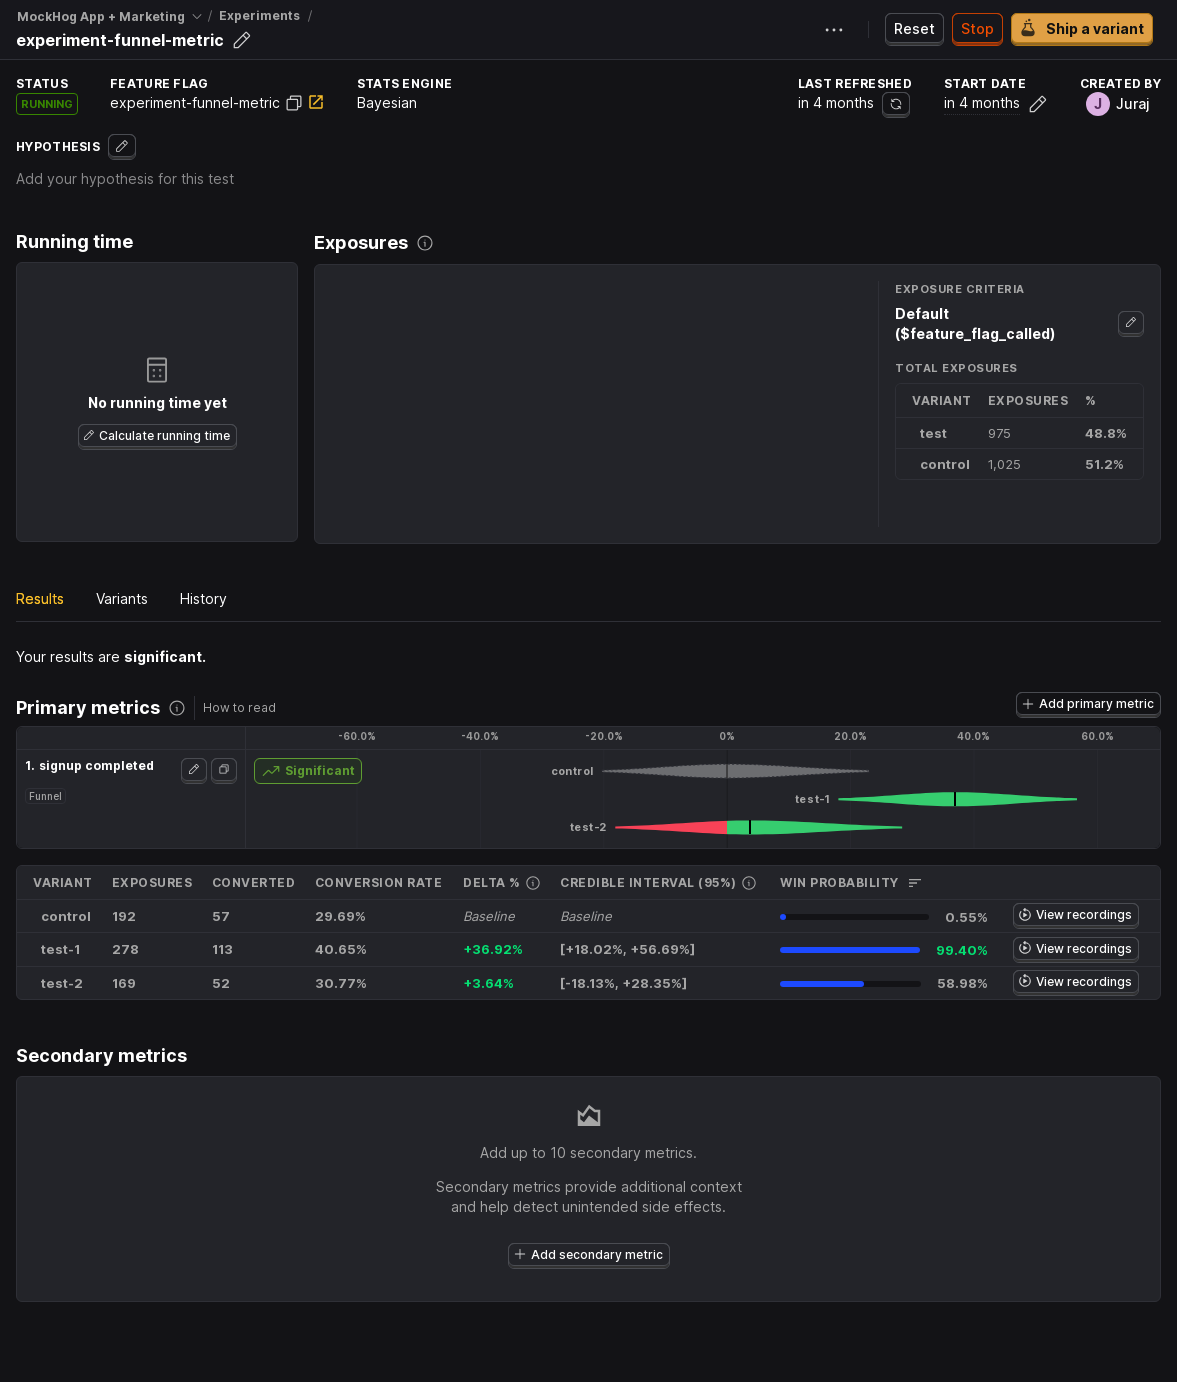 MockHog App + Marketing / Experiments /
experiment-funnel-metric
Reset
Stop
Ship a variant
STATUS
RUNNING
FEATURE FLAG
experiment-funnel-metric
STATS ENGINE
Bayesian
LAST REFRESHED
in 4 months
START DATE
in 4 months
CREATED BY
J Juraj
HYPOTHESIS
Add your hypothesis for this test
Running time
No running time yet
Calculate running time
Exposures
EXPOSURE CRITERIA
Default
($feature_flag_called)
TOTAL EXPOSURES
VARIANT EXPOSURES %
test 975 48.8%
control 1,025 51.2%
Results Variants History
Your results are significant.
Primary metrics How to read
Add primary metric
-60.0% -40.0% -20.0% 0% 20.0% 40.0% 60.0%
1. signup completed
Funnel
Significant
control
test-1
test-2
VARIANT EXPOSURES CONVERTED CONVERSION RATE DELTA % CREDIBLE INTERVAL (95%) WIN PROBABILITY
control 192 57 29.69% Baseline Baseline 0.55% View recordings
test-1 278 113 40.65% +36.92% [+18.02%, +56.69%] 99.40% View recordings
test-2 169 52 30.77% +3.64% [-18.13%, +28.35%] 58.98% View recordings
Secondary metrics
Add up to 10 secondary metrics.
Secondary metrics provide additional context
and help detect unintended side effects.
Add secondary metric